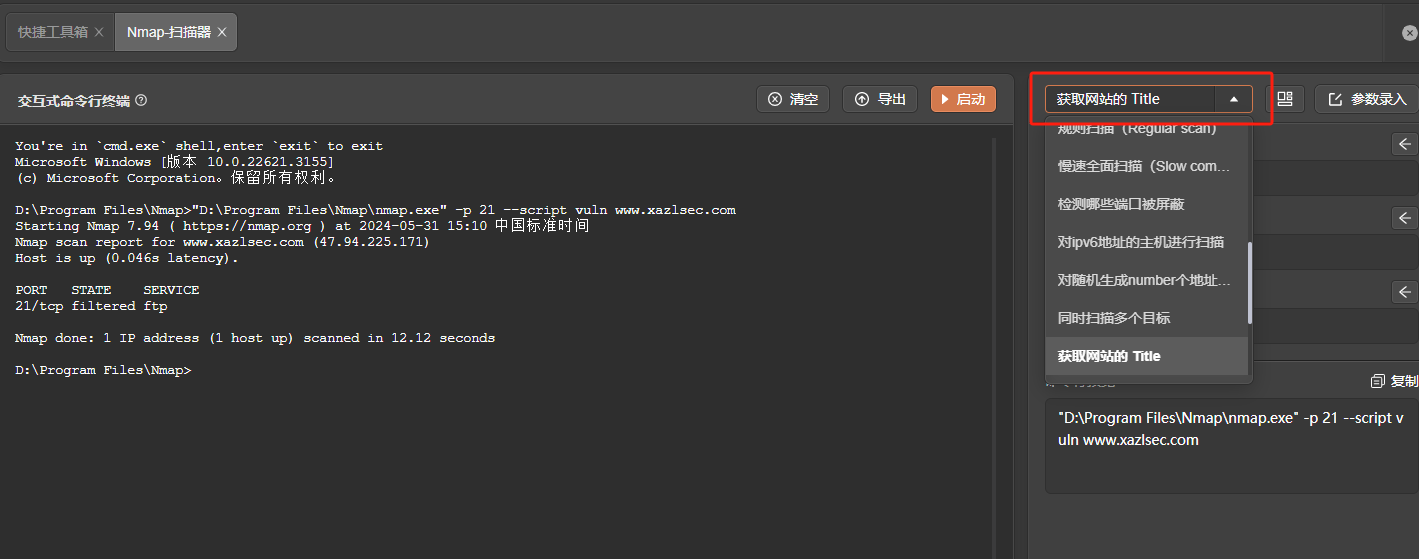 快捷工具箱
Nmap-扫描器
交互式命令行终端
清空
导出
启动
You're in `cmd.exe` shell,enter `exit` to exit
Microsoft Windows [版本 10.0.22621.3155]
(c) Microsoft Corporation。保留所有权利。
D:\Program Files\Nmap>"D:\Program Files\Nmap\nmap.exe" -p 21 --script vuln www.xazlsec.com
Starting Nmap 7.94 ( https://nmap.org ) at 2024-05-31 15:10 中国标准时间
Nmap scan report for www.xazlsec.com (47.94.225.171)
Host is up (0.046s latency).
PORT STATE SERVICE
21/tcp filtered ftp
Nmap done: 1 IP address (1 host up) scanned in 12.12 seconds
D:\Program Files\Nmap>
获取网站的 Title
参数录入
规则扫描（Regular scan）
慢速全面扫描（Slow com...
检测哪些端口被屏蔽
对ipv6地址的主机进行扫描
对随机生成number个地址...
同时扫描多个目标
获取网站的 Title
复制
"D:\Program Files\Nmap\nmap.exe" -p 21 --script v
uln www.xazlsec.com